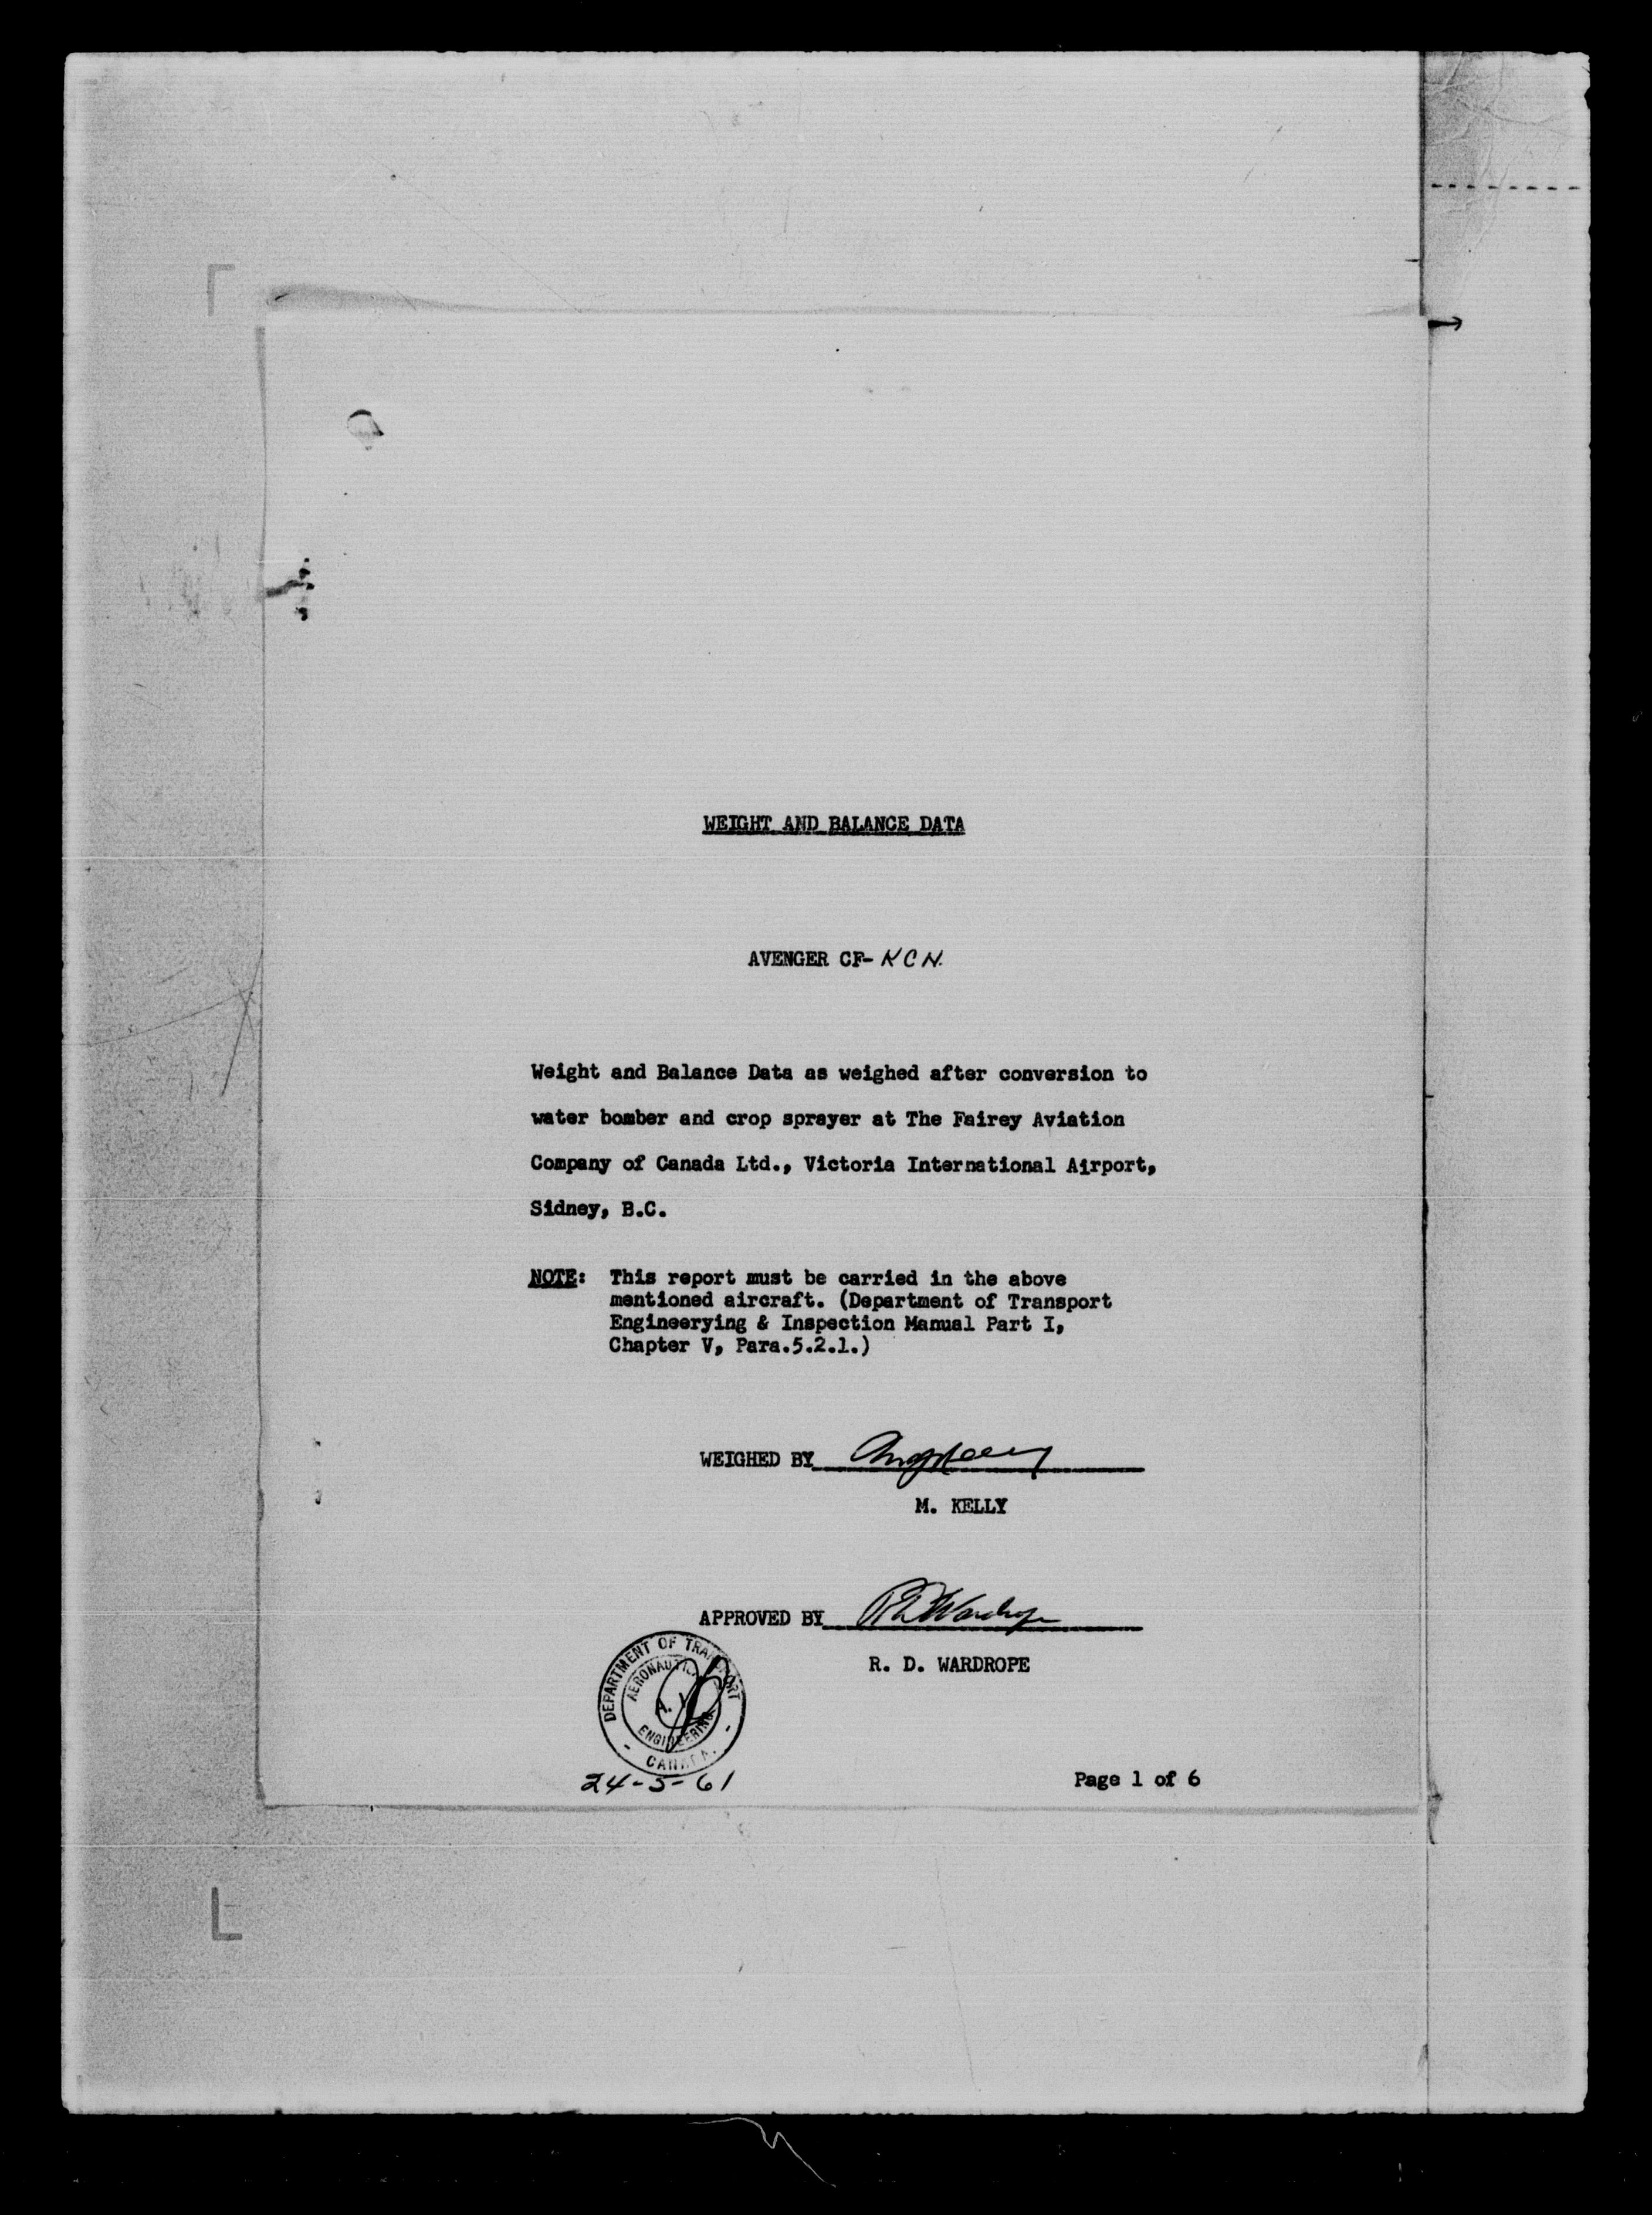 WEIGHT AND BALANCE DATA
AVENGER CF-KCN.
Weight and Balance Data as weighed after conversion to
water bomber and crop sprayer at The Fairey Aviation
Company of Canada Ltd., Victoria International Airport,
Sidney, B.C.
NOTE: This report must be carried in the above
mentioned aircraft. (Department of Transport
Engineerying & Inspection Manual Part I,
Chapter V, Para.5.2.1.)
WEIGHED BY
M. KELLY
APPROVED BY RDWardrope
R. D. WARDROPE
DEPARTMENT OF TRANSPORT
AERONAUTICAL
ENGINEERING
CANADA.
24-5-61
Page 1 of 6